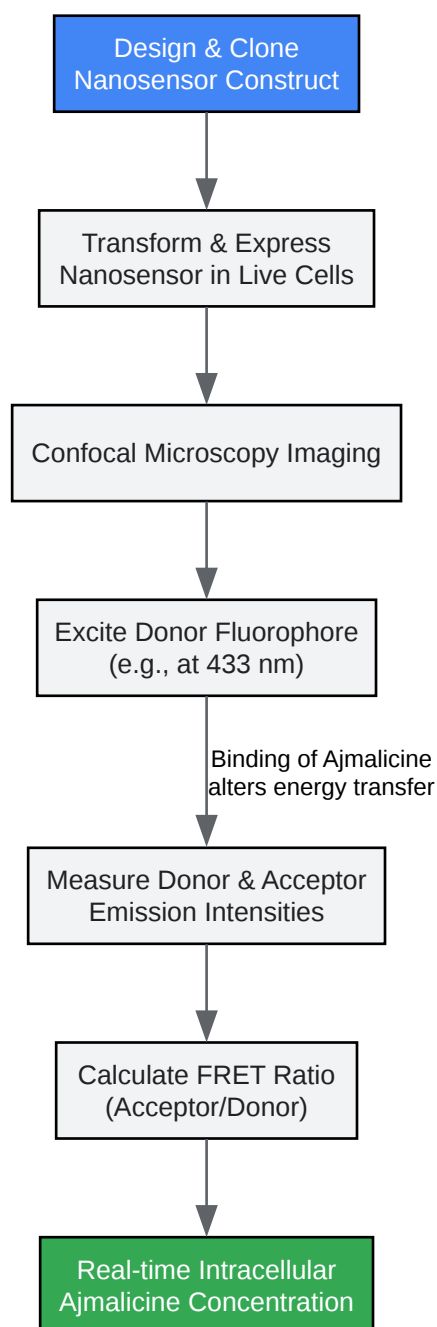 Design & Clone
Nanosensor Construct
Transform & Express
Nanosensor in Live Cells
Confocal Microscopy Imaging
Excite Donor Fluorophore
(e.g., at 433 nm)
Binding of Ajmalicine
alters energy transfer
Measure Donor & Acceptor
Emission Intensities
Calculate FRET Ratio
(Acceptor/Donor)
Real-time Intracellular
Ajmalicine Concentration